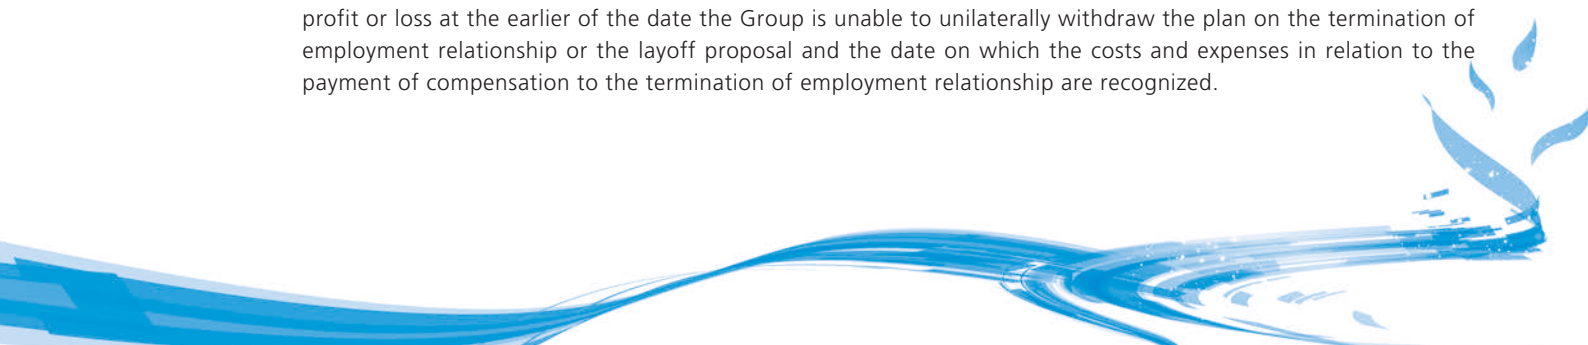 profit or loss at the earlier of the date the Group is unable to unilaterally withdraw the plan on the termination of
employment relationship or the layoff proposal and the date on which the costs and expenses in relation to the
payment of compensation to the termination of employment relationship are recognized.